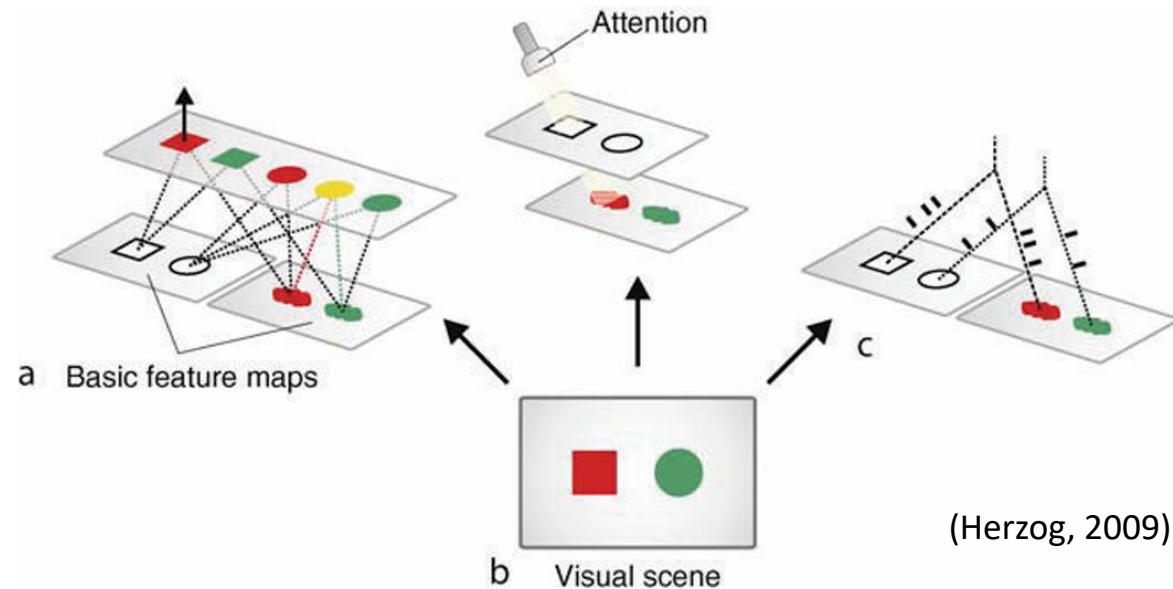 Attention
a Basic feature maps
c
(Herzog, 2009)
b Visual scene